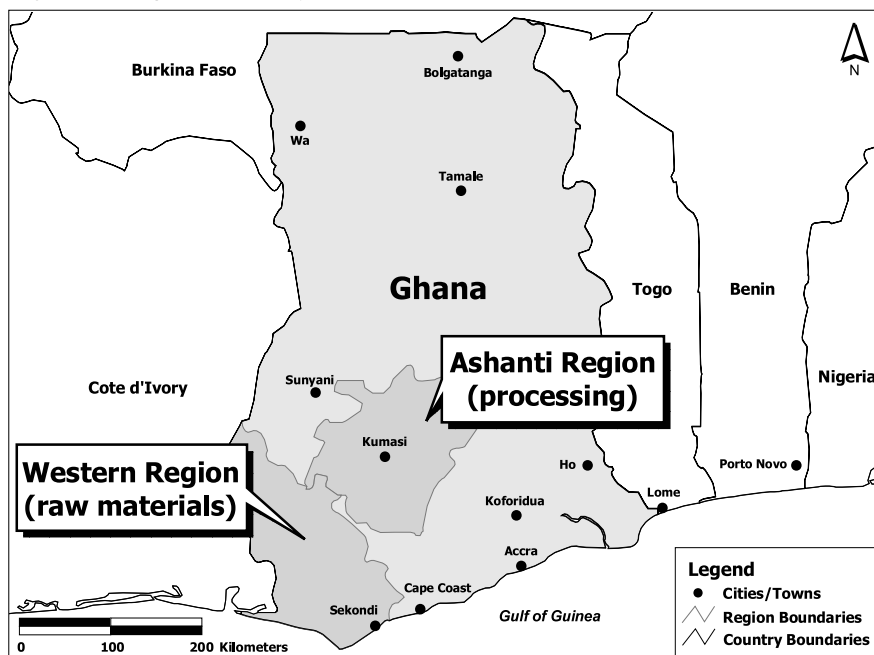 Burkina Faso
Bolgatanga
N
Wa
Tamale
Ghana
Togo
Benin
Ashanti Region
(processing)
Nigeria
Cote d'Ivory
Sunyani
Kumasi
Western Region
(raw materials)
Ho
Porto Novo
Lome
Koforidua
Accra
Cape Coast
Sekondi
Gulf of Guinea
Legend
Cities/Towns
Region Boundaries
Country Boundaries
0 100 200 Kilometers